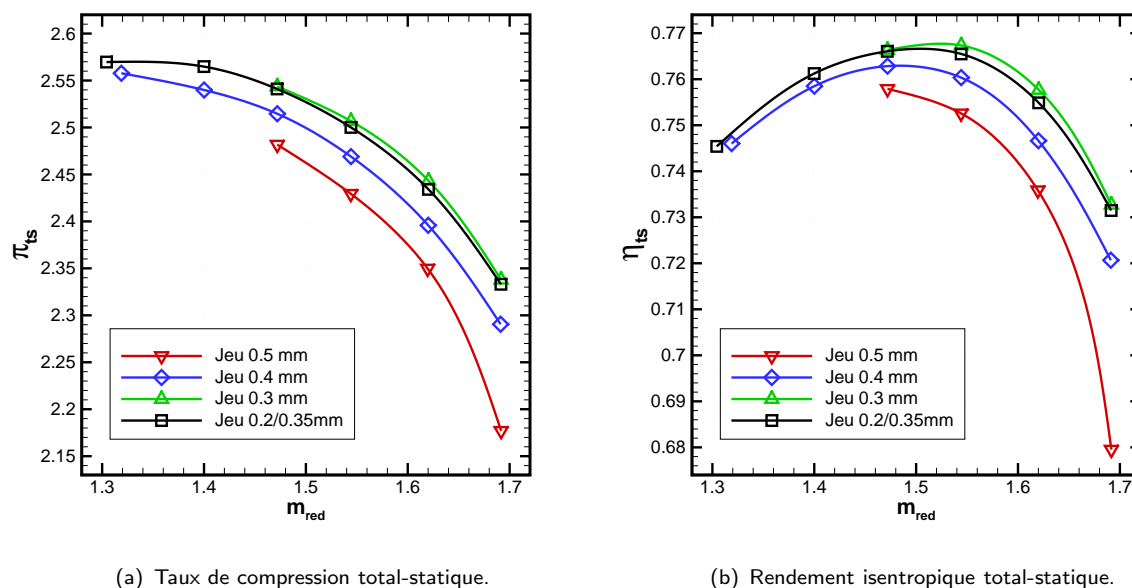 2.6
2.55
2.5
2.45
2.4
2.35
2.3
2.25
2.2
2.15
π_ts
Jeu 0.5 mm
Jeu 0.4 mm
Jeu 0.3 mm
Jeu 0.2/0.35mm
1.3 1.4 1.5 1.6 1.7
m_red
(a) Taux de compression total-statique.
0.77
0.76
0.75
0.74
0.73
0.72
0.71
0.7
0.69
0.68
η_ts
Jeu 0.5 mm
Jeu 0.4 mm
Jeu 0.3 mm
Jeu 0.2/0.35mm
1.3 1.4 1.5 1.6 1.7
m_red
(b) Rendement isentropique total-statique.